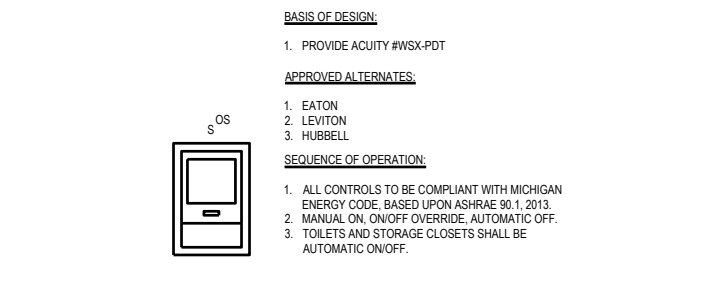 BASIS OF DESIGN:
1. PROVIDE ACUITY #WSX-PDT
APPROVED ALTERNATES:
1. EATON
2. LEVITON
3. HUBBELL
S OS
SEQUENCE OF OPERATION:
1. ALL CONTROLS TO BE COMPLIANT WITH MICHIGAN
ENERGY CODE, BASED UPON ASHRAE 90.1, 2013.
2. MANUAL ON, ON/OFF OVERRIDE, AUTOMATIC OFF.
3. TOILETS AND STORAGE CLOSETS SHALL BE
AUTOMATIC ON/OFF.